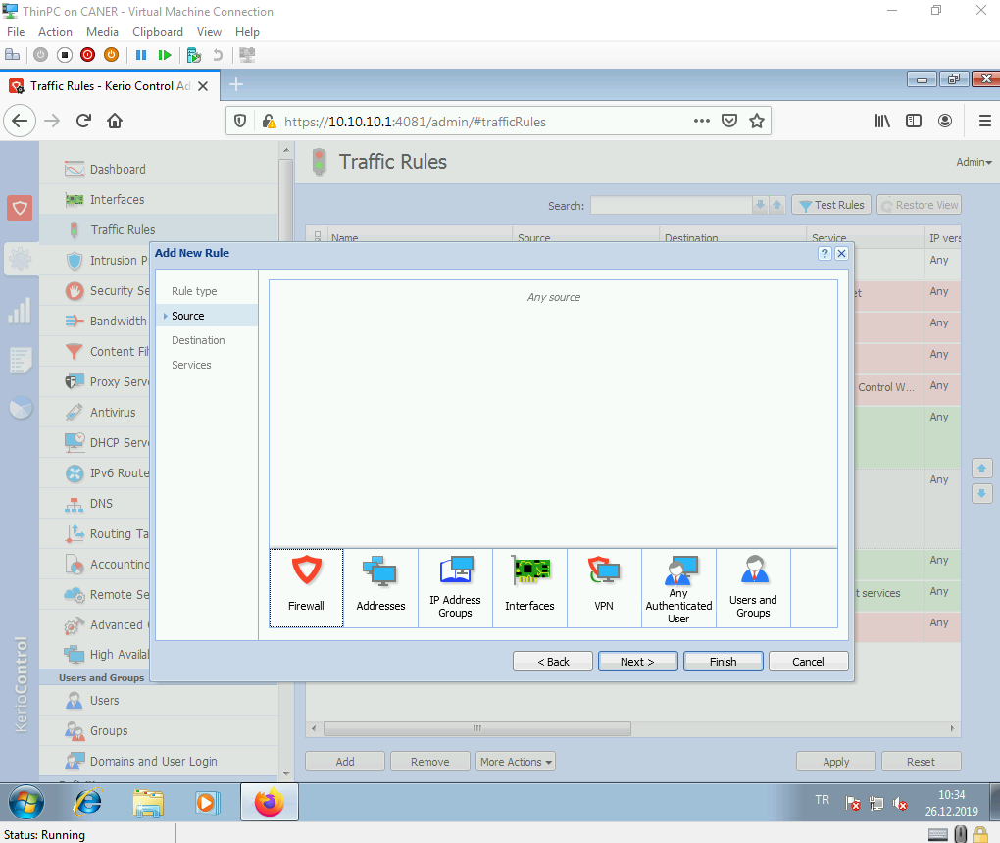 ThinPC on CANER - Virtual Machine Connection
File Action Media Clipboard View Help
Traffic Rules - Kerio Control Ad
https://10.10.10.1:4081/admin/#trafficRules
Traffic Rules
Admin
Search:
Test Rules
Restore View
Name Source Destination Service IP vers
Dashboard
Interfaces
Traffic Rules
Intrusion P
Security Se
Bandwidth
Content Fil
Proxy Serve
Antivirus
DHCP Serve
IPv6 Route
DNS
Routing Ta
Accounting
Remote Se
Advanced
High Availal
Users and Groups
Users
Groups
Domains and User Login
KerioControl
Add New Rule
?
Rule type
Source
Destination
Services
Any source
Firewall
Addresses
IP Address
Groups
Interfaces
VPN
Any
Authenticated
User
Users and
Groups
< Back
Next >
Finish
Cancel
Any
et Any
Any
Any
Control W... Any
Any
Any
Any
t services Any
Any
Add
Remove
More Actions
Apply
Reset
TR
10:34
26.12.2019
Status: Running